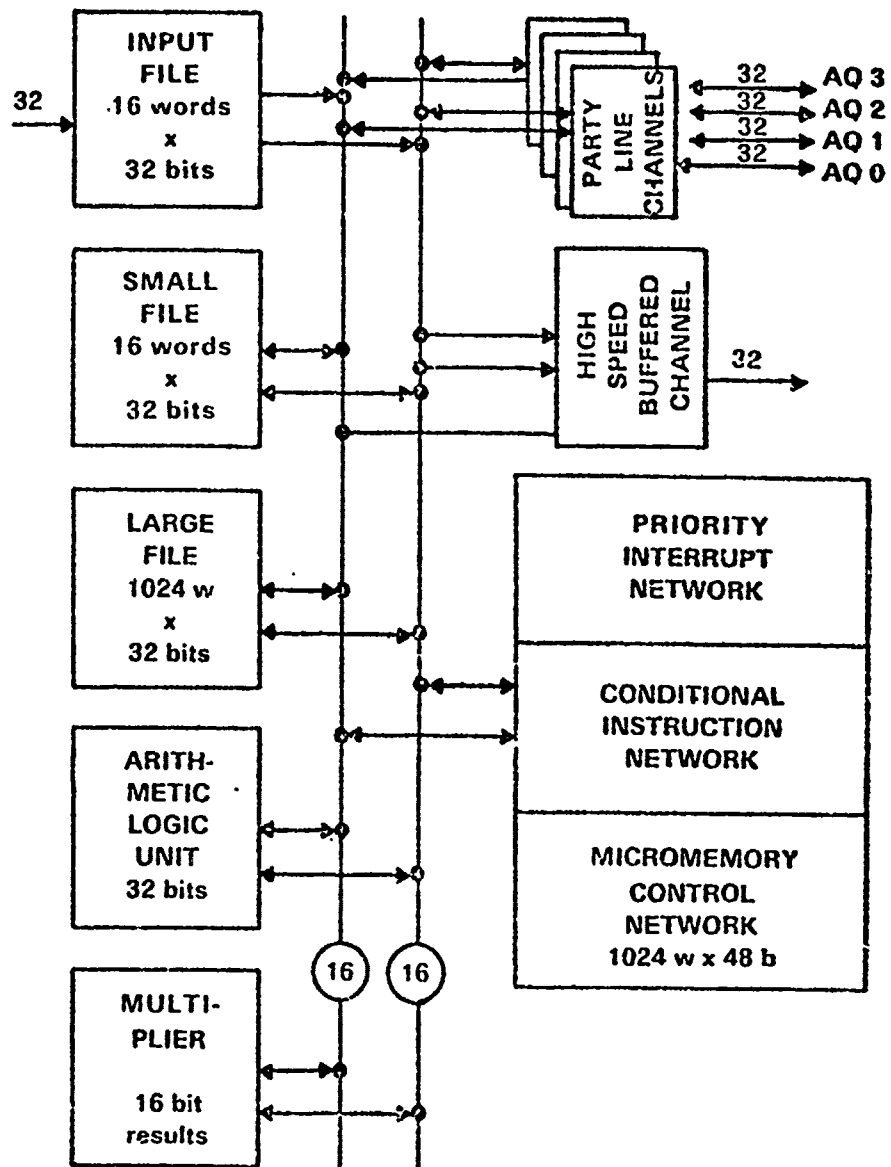 INPUT
FILE
16 words
x
32 bits
32
SMALL
FILE
16 words
x
32 bits
LARGE
FILE
1024 w
x
32 bits
ARITH-
METIC
LOGIC
UNIT
32 bits
MULTI-
PLIER
16 bit
results
16
16
PARTY
LINE
CHANNELS
32
AQ 3
32
AQ 2
32
AQ 1
32
AQ 0
HIGH
SPEED
BUFFERED
CHANNEL
32
PRIORITY
INTERRUPT
NETWORK
CONDITIONAL
INSTRUCTION
NETWORK
MICROMEMORY
CONTROL
NETWORK
1024 w x 48 b